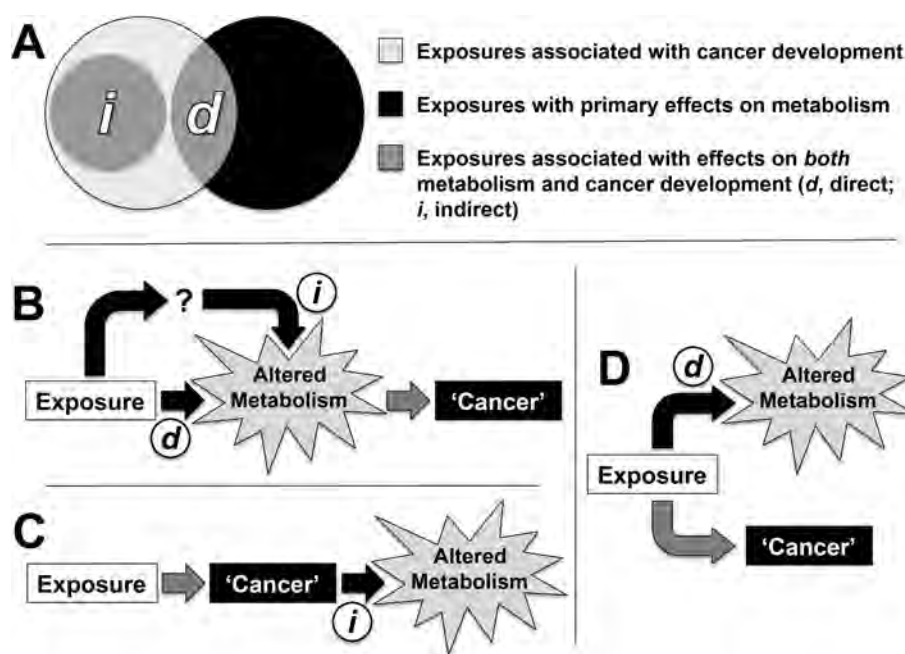 A
i
d
Exposures associated with cancer development
Exposures with primary effects on metabolism
Exposures associated with effects on both
metabolism and cancer development (d, direct;
i, indirect)
B
?
i
Exposure
d
Altered
Metabolism
‘Cancer’
C
Exposure
‘Cancer’
i
Altered
Metabolism
D
d
Altered
Metabolism
Exposure
‘Cancer’